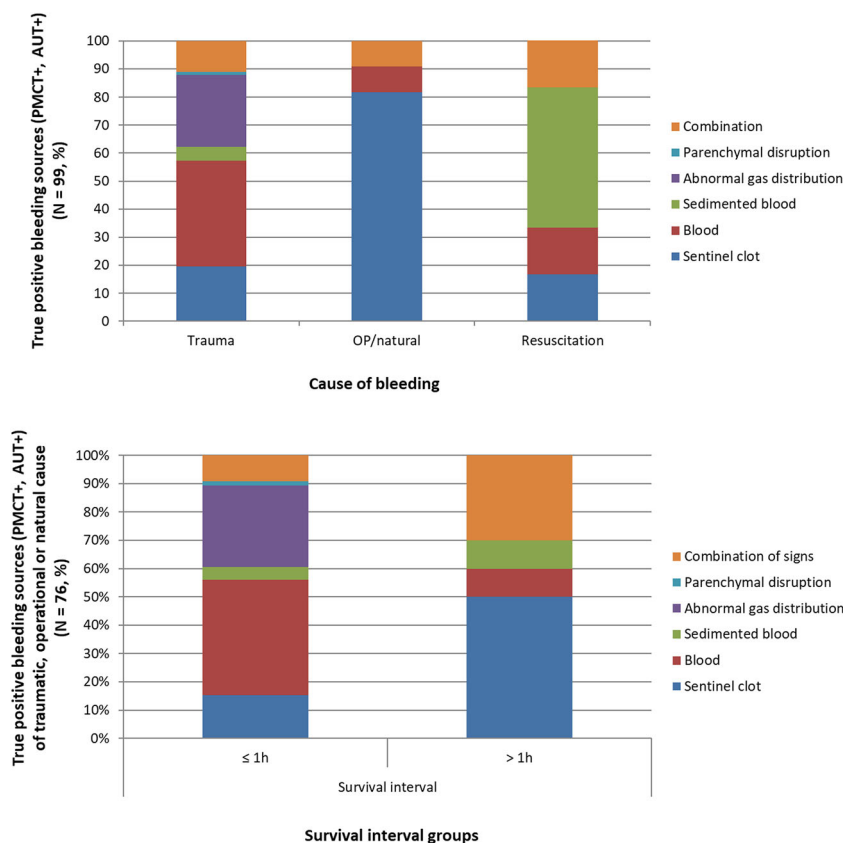 True positive bleeding sources (PMCT+, AUT+)
(N = 99, %)
100
90
80
70
60
50
40
30
20
10
0
Trauma
OP/natural
Resuscitation
Cause of bleeding
Combination
Parenchymal disruption
Abnormal gas distribution
Sedimented blood
Blood
Sentinel clot
True positive bleeding sources (PMCT+, AUT+)
of traumatic, operational or natural cause
(N = 76, %)
100%
90%
80%
70%
60%
50%
40%
30%
20%
10%
0%
≤ 1h
> 1h
Survival interval
Survival interval groups
Combination of signs
Parenchymal disruption
Abnormal gas distribution
Sedimented blood
Blood
Sentinel clot